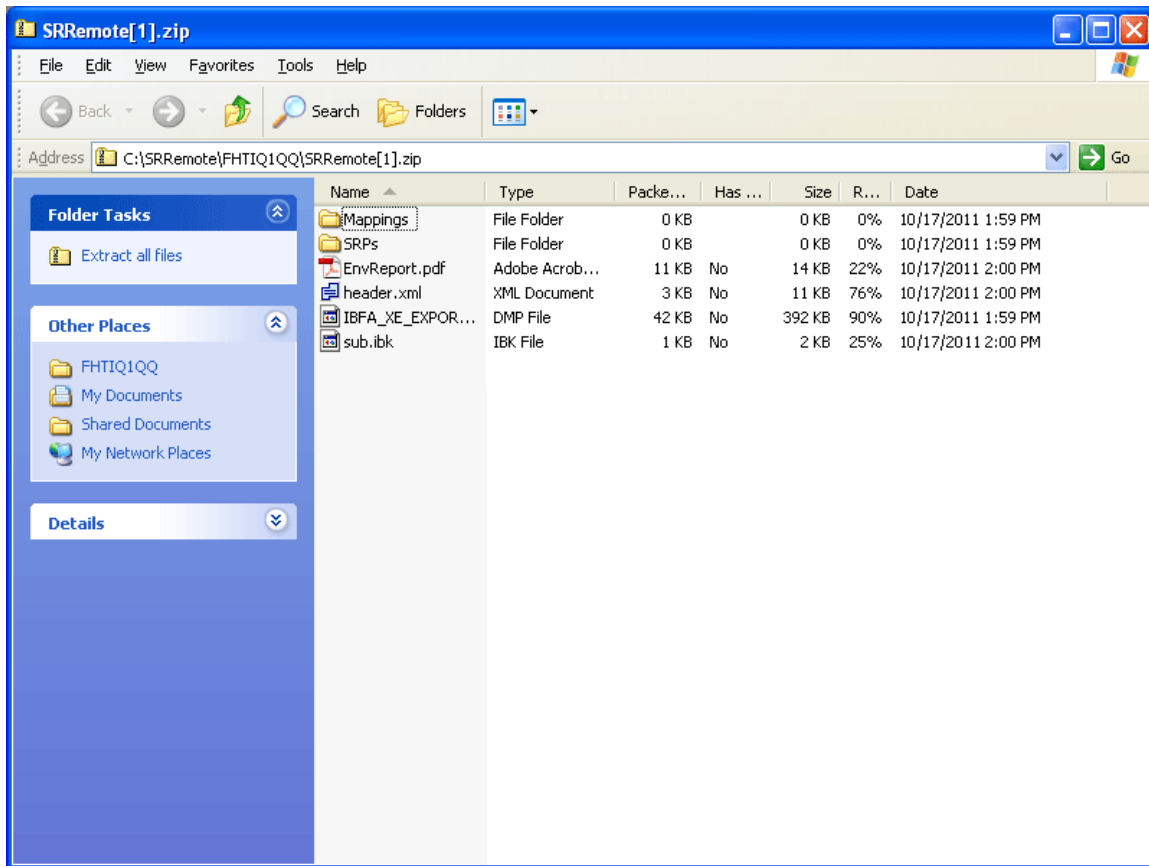 SRRemote[1].zip
File Edit View Favorites Tools Help
Back Search Folders
Address C:\SRRemote\FHTIQ1QQ\SRRemote[1].zip Go
Folder Tasks
Extract all files
Other Places
FHTIQ1QQ
My Documents
Shared Documents
My Network Places
Details
Name Type Packe... Has ... Size R... Date
Mappings File Folder 0 KB 0 KB 0% 10/17/2011 1:59 PM
SRPs File Folder 0 KB 0 KB 0% 10/17/2011 1:59 PM
EnvReport.pdf Adobe Acrob... 11 KB No 14 KB 22% 10/17/2011 2:00 PM
header.xml XML Document 3 KB No 11 KB 76% 10/17/2011 2:00 PM
IBFA_XE_EXPOR... DMP File 42 KB No 392 KB 90% 10/17/2011 1:59 PM
sub.ibk IBK File 1 KB No 2 KB 25% 10/17/2011 2:00 PM